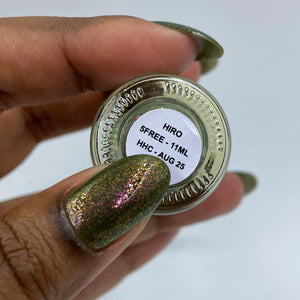 HIRO
5FREE - 11ML
HHC - AUG 25